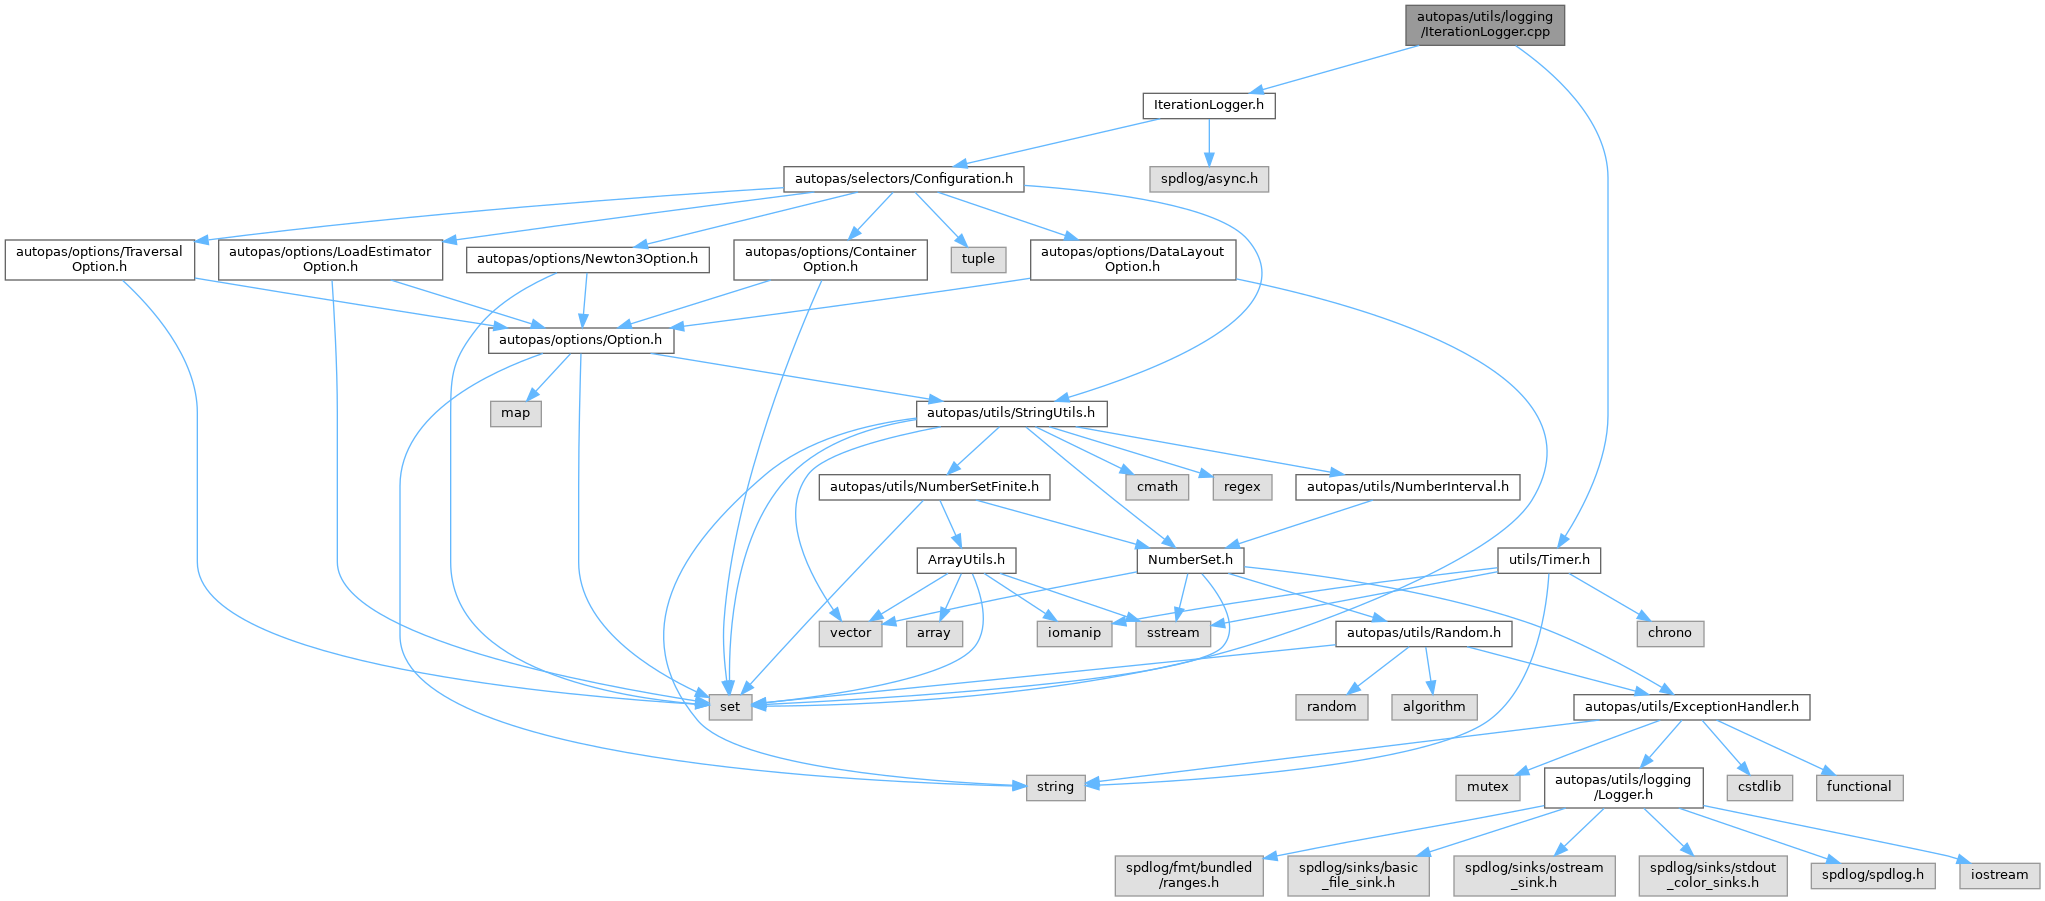 autopas/utils/logging
/IterationLogger.cpp
IterationLogger.h
autopas/selectors/Configuration.h
spdlog/async.h
autopas/options/Traversal
Option.h
autopas/options/LoadEstimator
Option.h
autopas/options/Newton3Option.h
autopas/options/Container
Option.h
tuple
autopas/options/DataLayout
Option.h
autopas/options/Option.h
map
autopas/utils/StringUtils.h
autopas/utils/NumberSetFinite.h
cmath
regex
autopas/utils/NumberInterval.h
ArrayUtils.h
NumberSet.h
utils/Timer.h
vector
array
iomanip
sstream
autopas/utils/Random.h
chrono
set
random
algorithm
autopas/utils/ExceptionHandler.h
string
mutex
autopas/utils/logging
/Logger.h
cstdlib
functional
spdlog/fmt/bundled
/ranges.h
spdlog/sinks/basic
_file_sink.h
spdlog/sinks/ostream
_sink.h
spdlog/sinks/stdout
_color_sinks.h
spdlog/spdlog.h
iostream